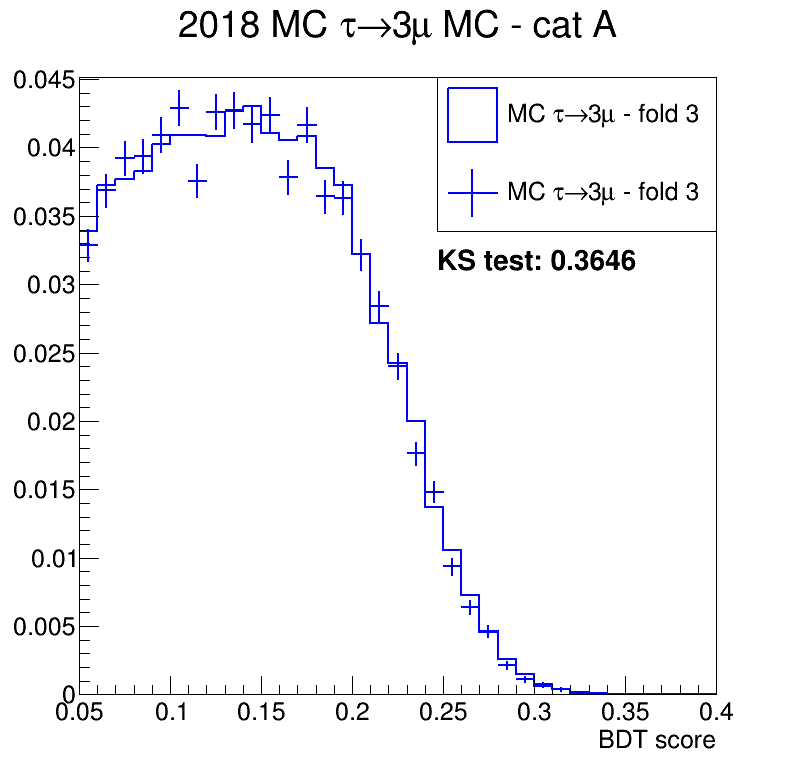 2018 MC τ→3μ MC - cat A
MC τ→3μ - fold 3
MC τ→3μ - fold 3
KS test: 0.3646
0.045
0.04
0.035
0.03
0.025
0.02
0.015
0.01
0.005
0
0.05 0.1 0.15 0.2 0.25 0.3 0.35 0.4
BDT score